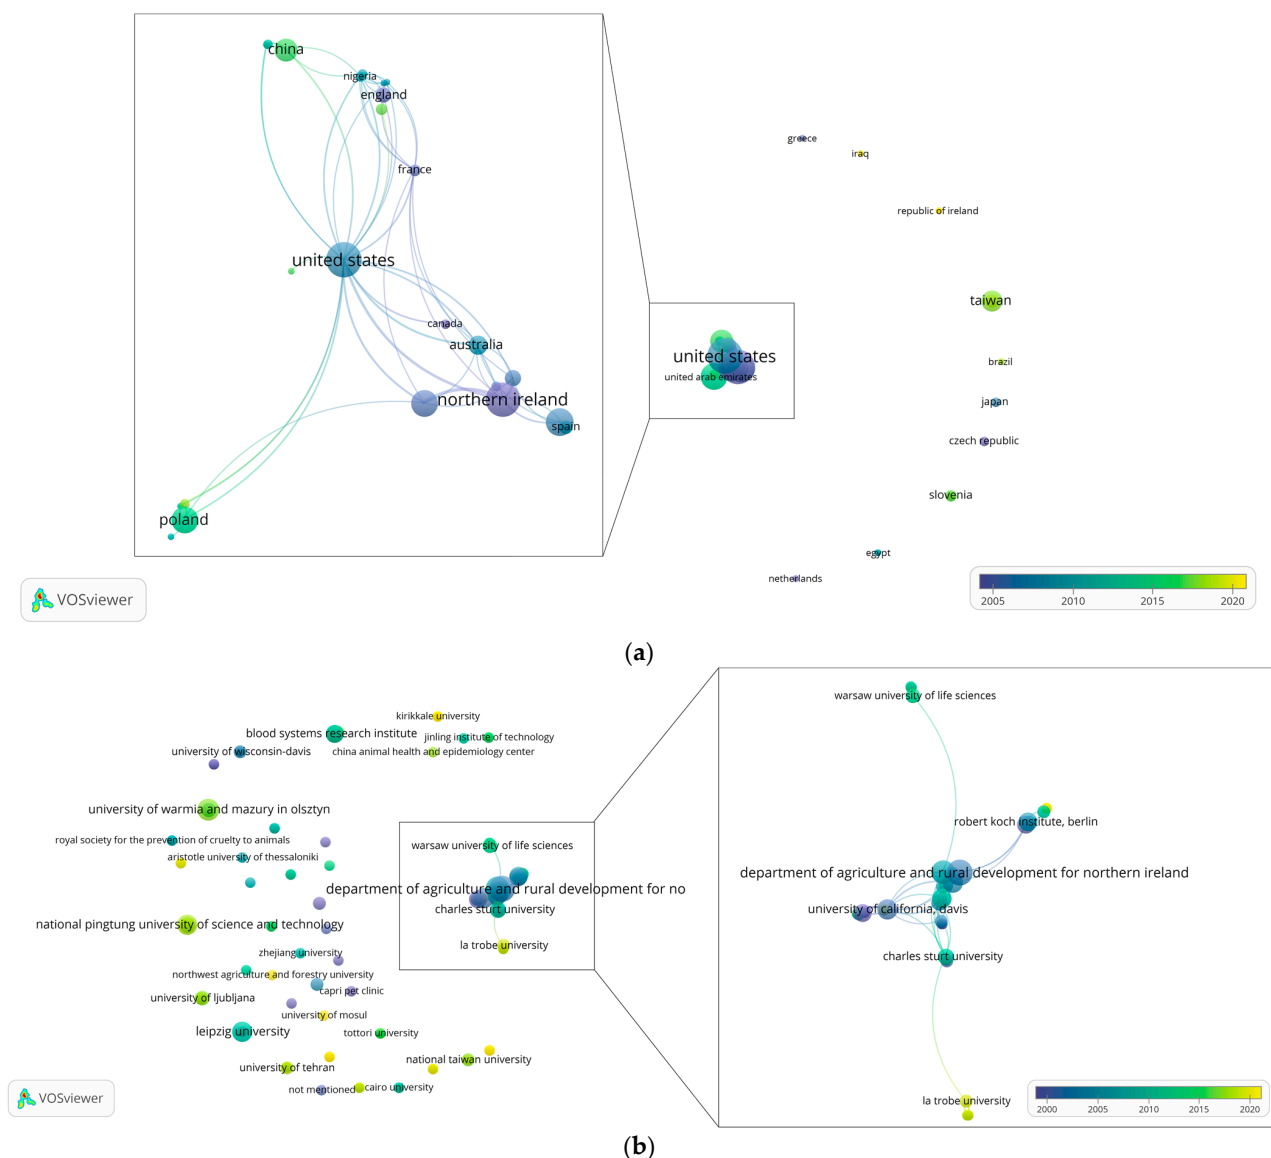 china
nigeria
england
france
united states
canada
australia
northern ireland
spain
poland
greece
iraq
republic of ireland
taiwan
united states
united arab emirates
brazil
japan
czech republic
slovenia
egypt
netherlands
VOSviewer
2005 2010 2015 2020
(a)
kirikkale university
blood systems research institute
jinling institute of technology
university of wisconsin-davis
china animal health and epidemiology center
university of warmia and mazury in olsztyn
royal society for the prevention of cruelty to animals
aristotle university of thessaloniki
warsaw university of life sciences
department of agriculture and rural development for no
charles sturt university
national pingtung university of science and technology
la trobe university
zhejiang university
northwest agriculture and forestry university
capri pet clinic
university of ljubljana
university of mosul
leipzig university
tottori university
university of tehran
national taiwan university
not mentioned
cairo university
VOSviewer
warsaw university of life sciences
robert koch institute, berlin
department of agriculture and rural development for northern ireland
university of california, davis
charles sturt university
la trobe university
2000 2005 2010 2015 2020
(b)